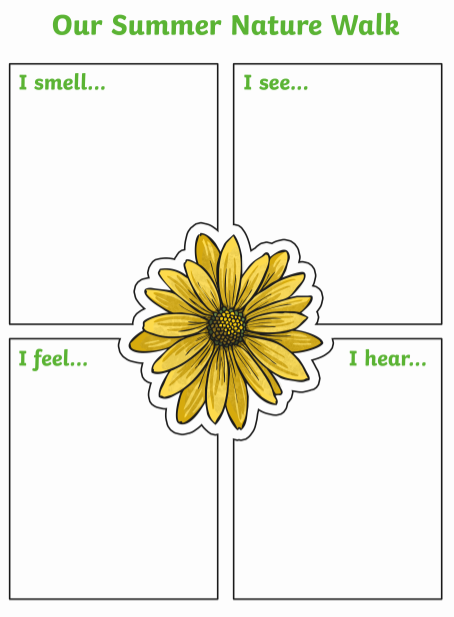 Our Summer Nature Walk
I smell...
I see...
I feel...
I hear...